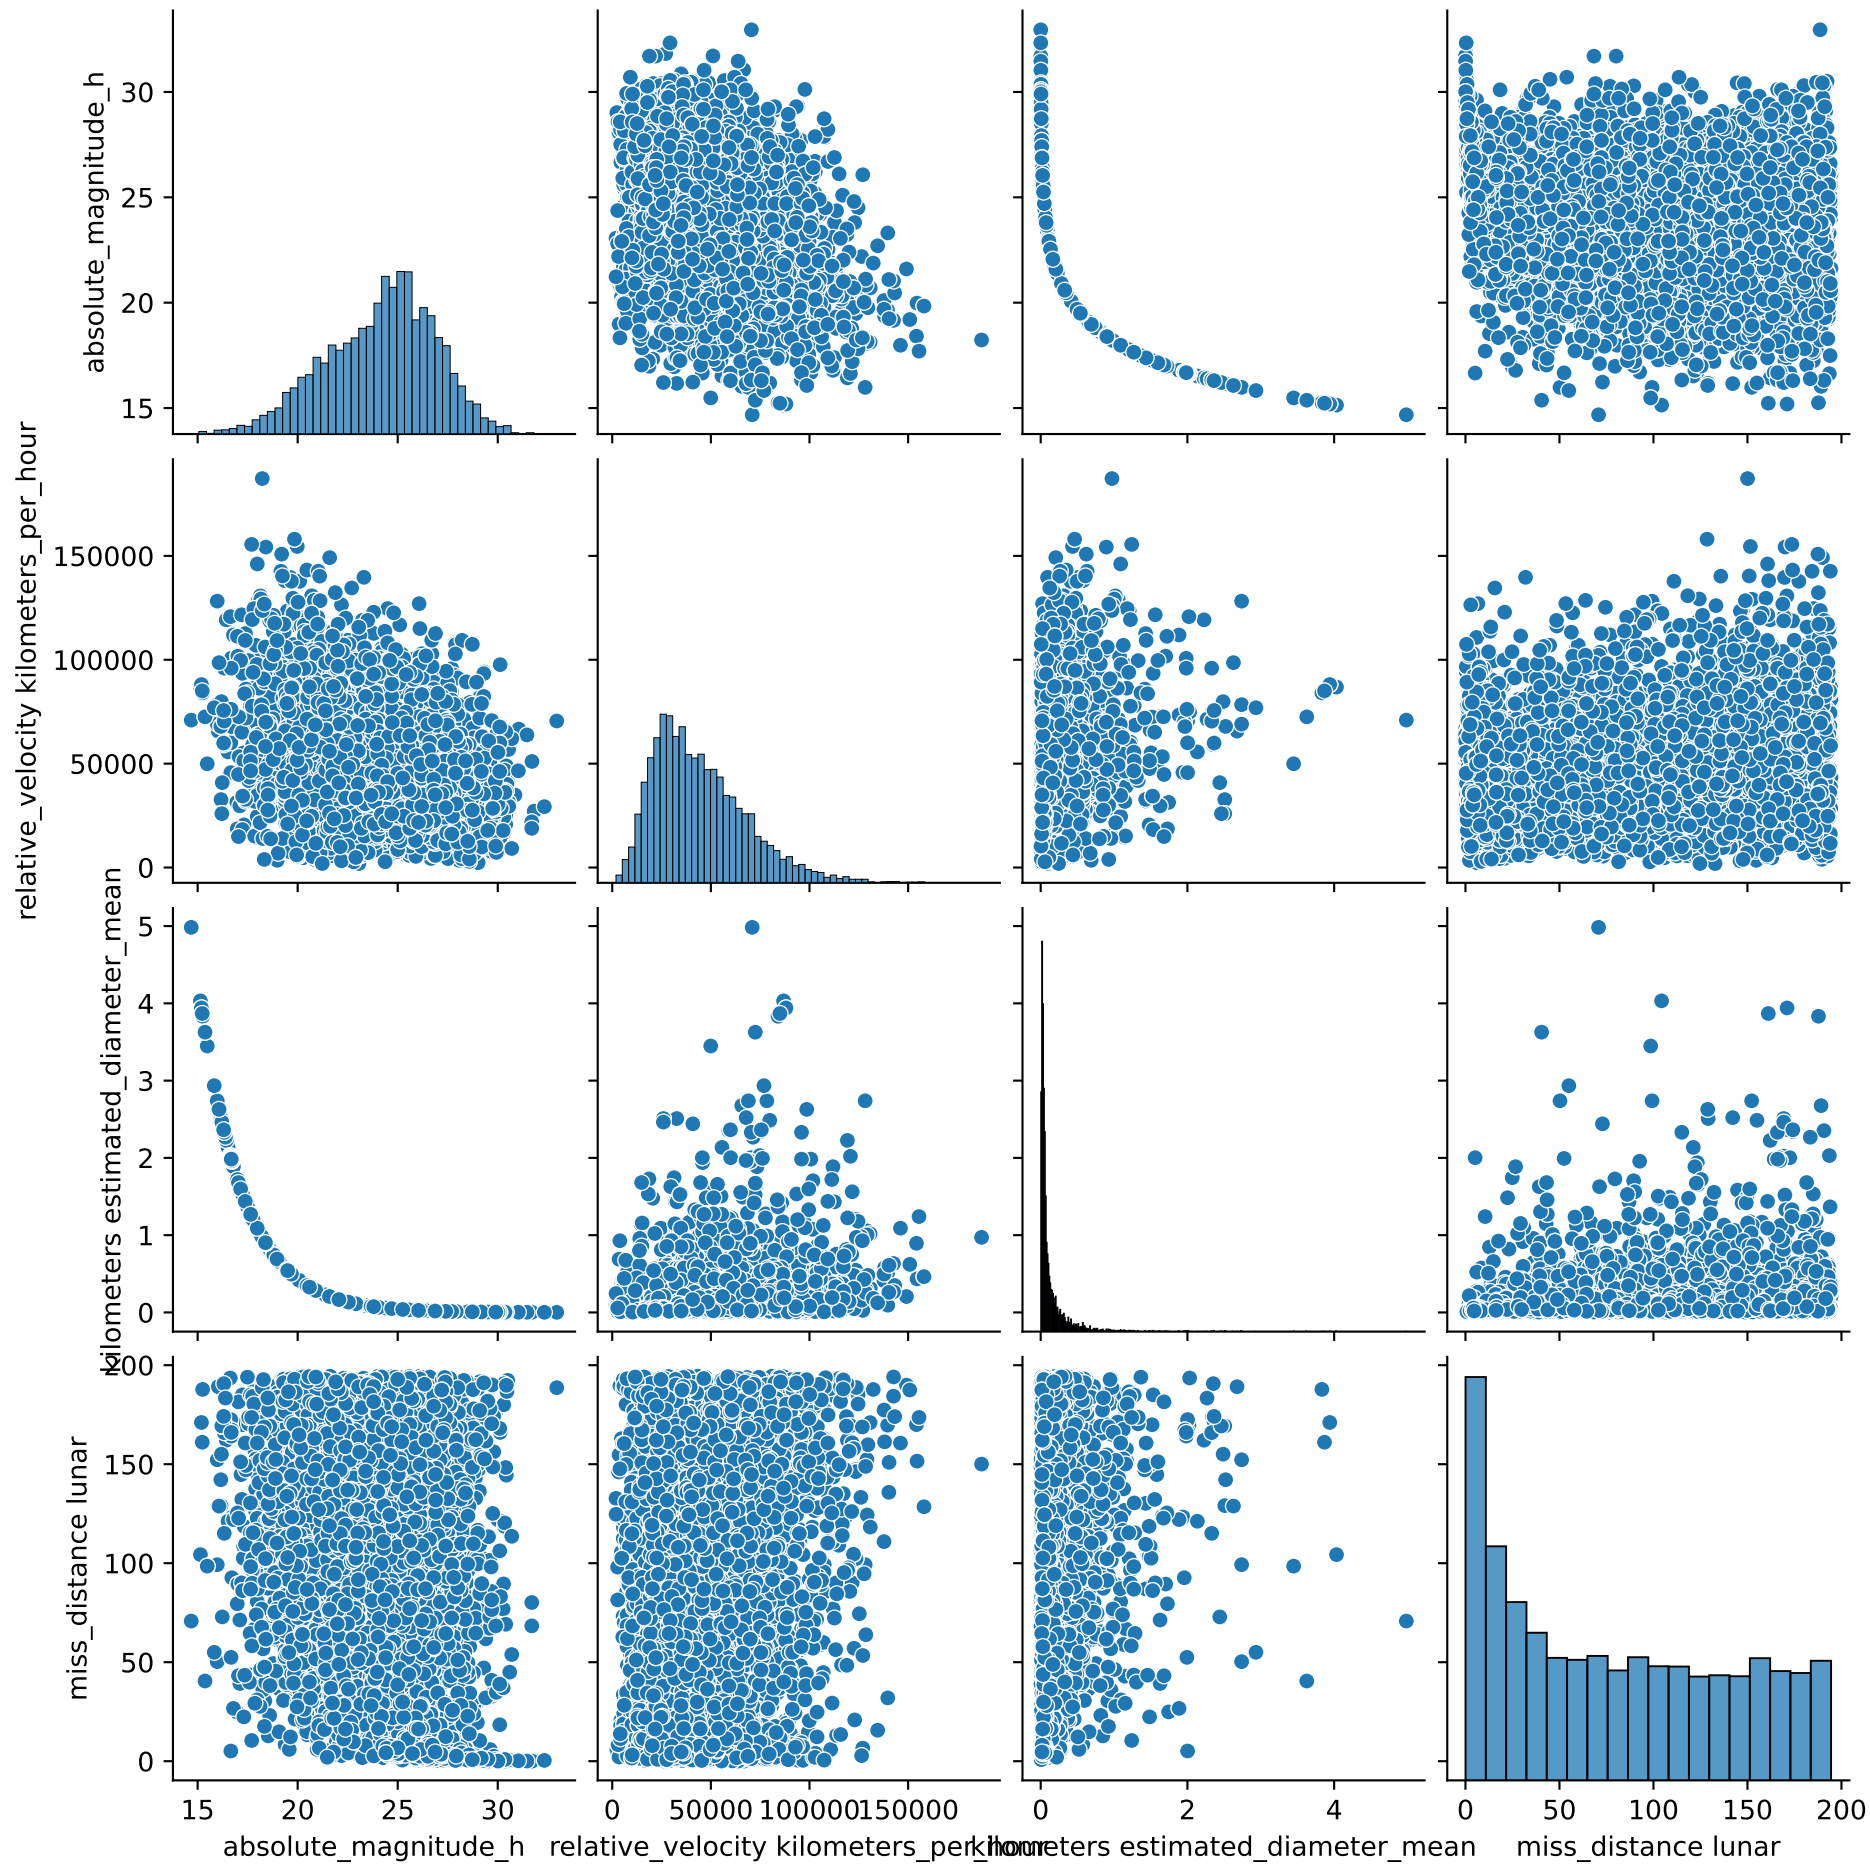 absolute_magnitude_h
30
25
20
15
relative_velocity kilometers_per_hour
150000
100000
50000
0
kilometers estimated_diameter_mean
5
4
3
2
1
0
miss_distance lunar
200
150
100
50
0
15 20 25 30
0 50000 100000 150000
0 2 4
0 50 100 150 200
absolute_magnitude_h
relative_velocity kilometers_per_hour
kilometers estimated_diameter_mean
miss_distance lunar